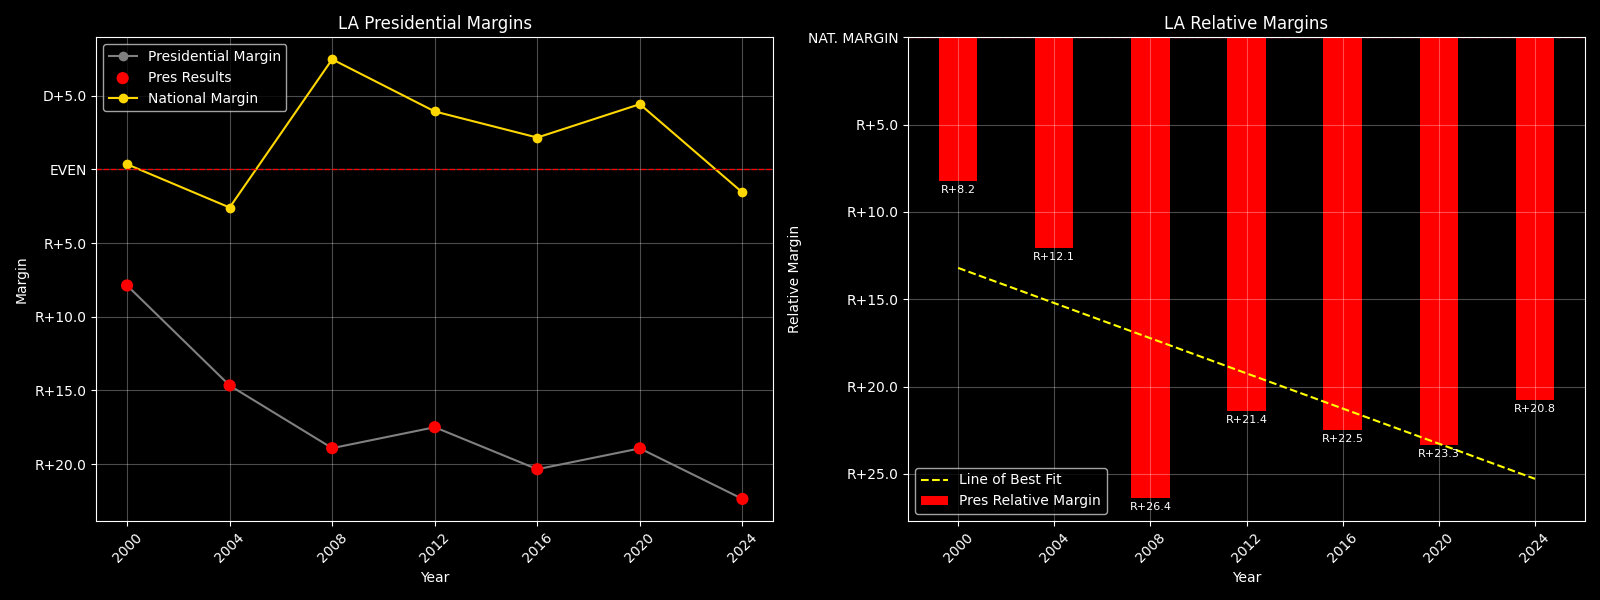 LA Presidential Margins
Presidential Margin
Pres Results
National Margin
D+5.0
EVEN
R+5.0
R+10.0
R+15.0
R+20.0
Margin
2000
2004
2008
2012
2016
2020
2024
Year
LA Relative Margins
NAT. MARGIN
R+5.0
R+10.0
R+15.0
R+20.0
R+25.0
Relative Margin
R+8.2
R+12.1
R+26.4
R+21.4
R+22.5
R+23.3
R+20.8
Line of Best Fit
Pres Relative Margin
2000
2004
2008
2012
2016
2020
2024
Year